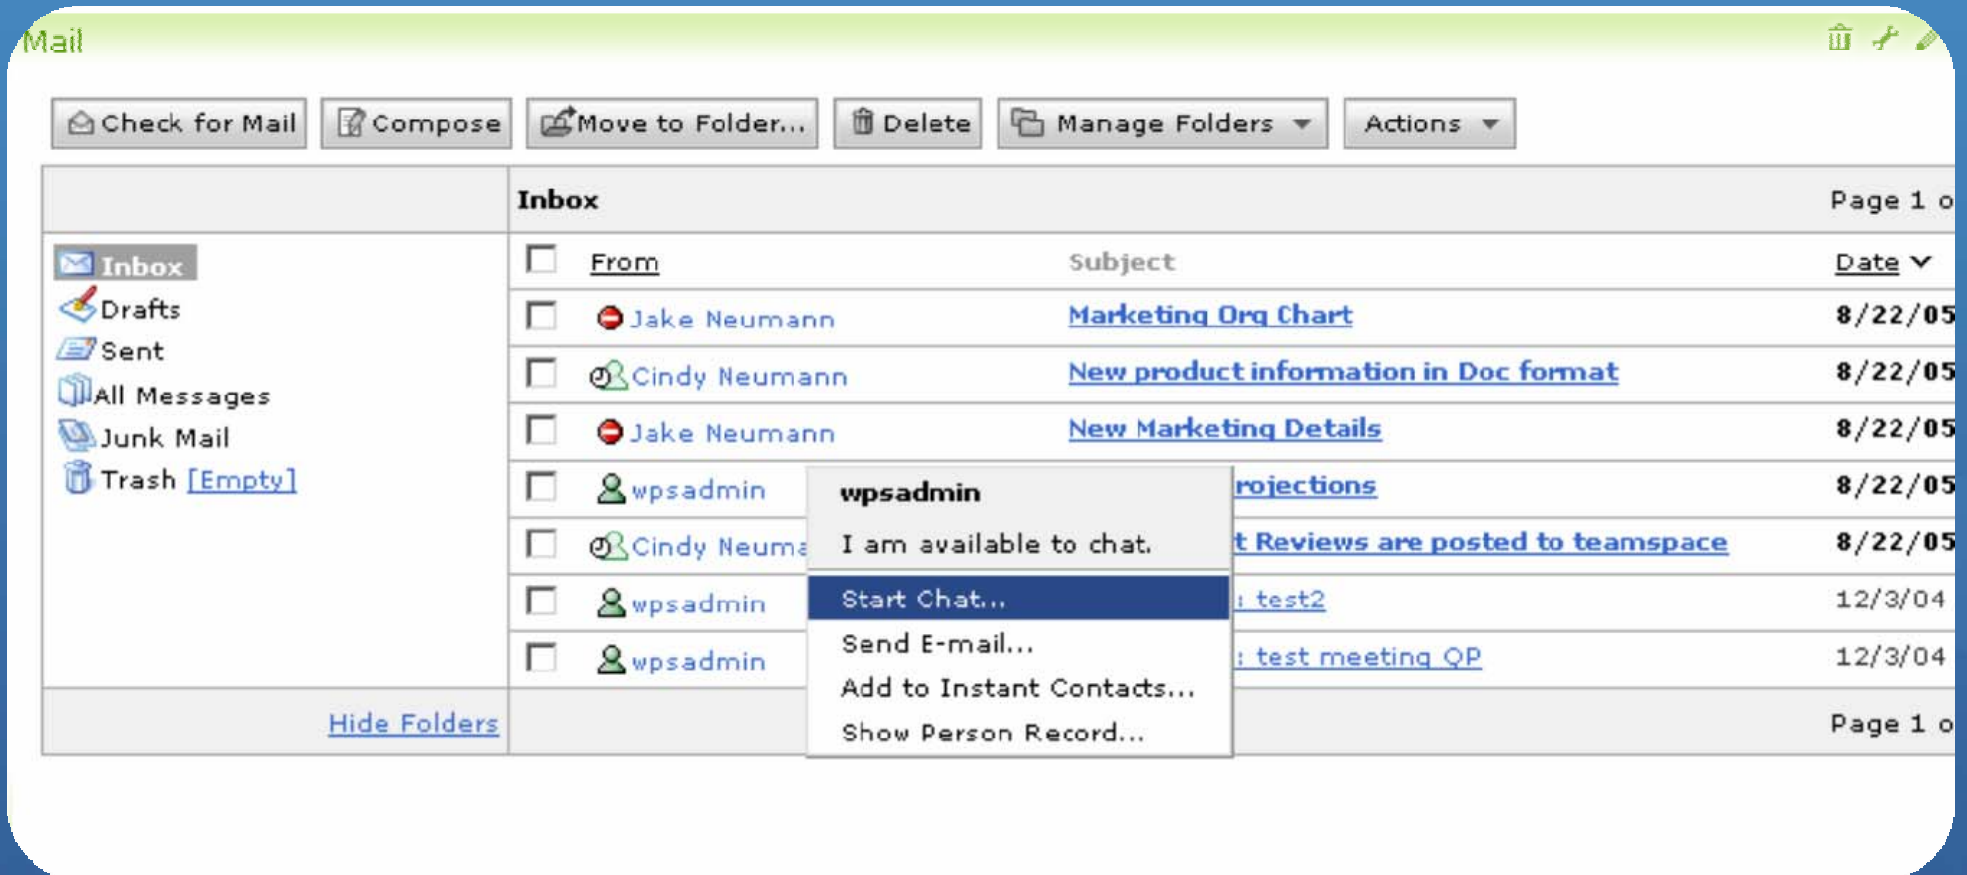 Mail
Check for Mail Compose Move to Folder... Delete Manage Folders Actions
Inbox Page 1 o
Inbox From Subject Date
Drafts Jake Neumann Marketing Org Chart 8/22/05
Sent Cindy Neumann New product information in Doc format 8/22/05
All Messages
Junk Mail Jake Neumann New Marketing Details 8/22/05
Trash [Empty] wpsadmin wpsadmin rojections 8/22/05
Cindy Neuma I am available to chat. t Reviews are posted to teamspace 8/22/05
wpsadmin Start Chat... : test2 12/3/04
Send E-mail...
wpsadmin : test meeting QP 12/3/04
Add to Instant Contacts...
Hide Folders Show Person Record... Page 1 o